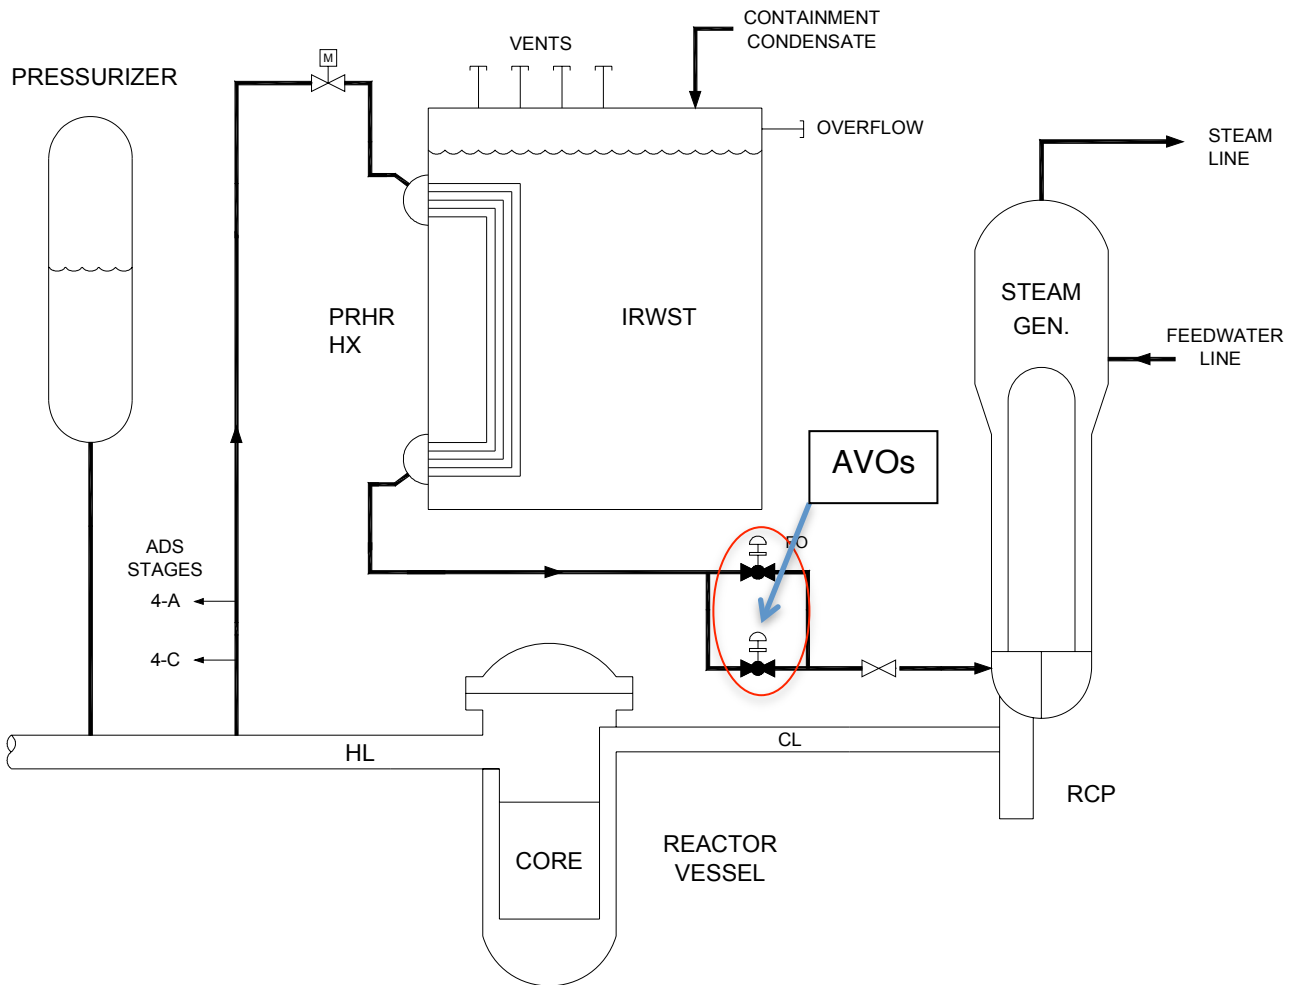 CONTAINMENT
CONDENSATE
VENTS
M
PRESSURIZER
OVERFLOW
STEAM
LINE
PRHR
HX
IRWST
STEAM
GEN.
FEEDWATER
LINE
AVOs
FO
ADS
STAGES
4-A
4-C
HL
CL
RCP
CORE
REACTOR
VESSEL